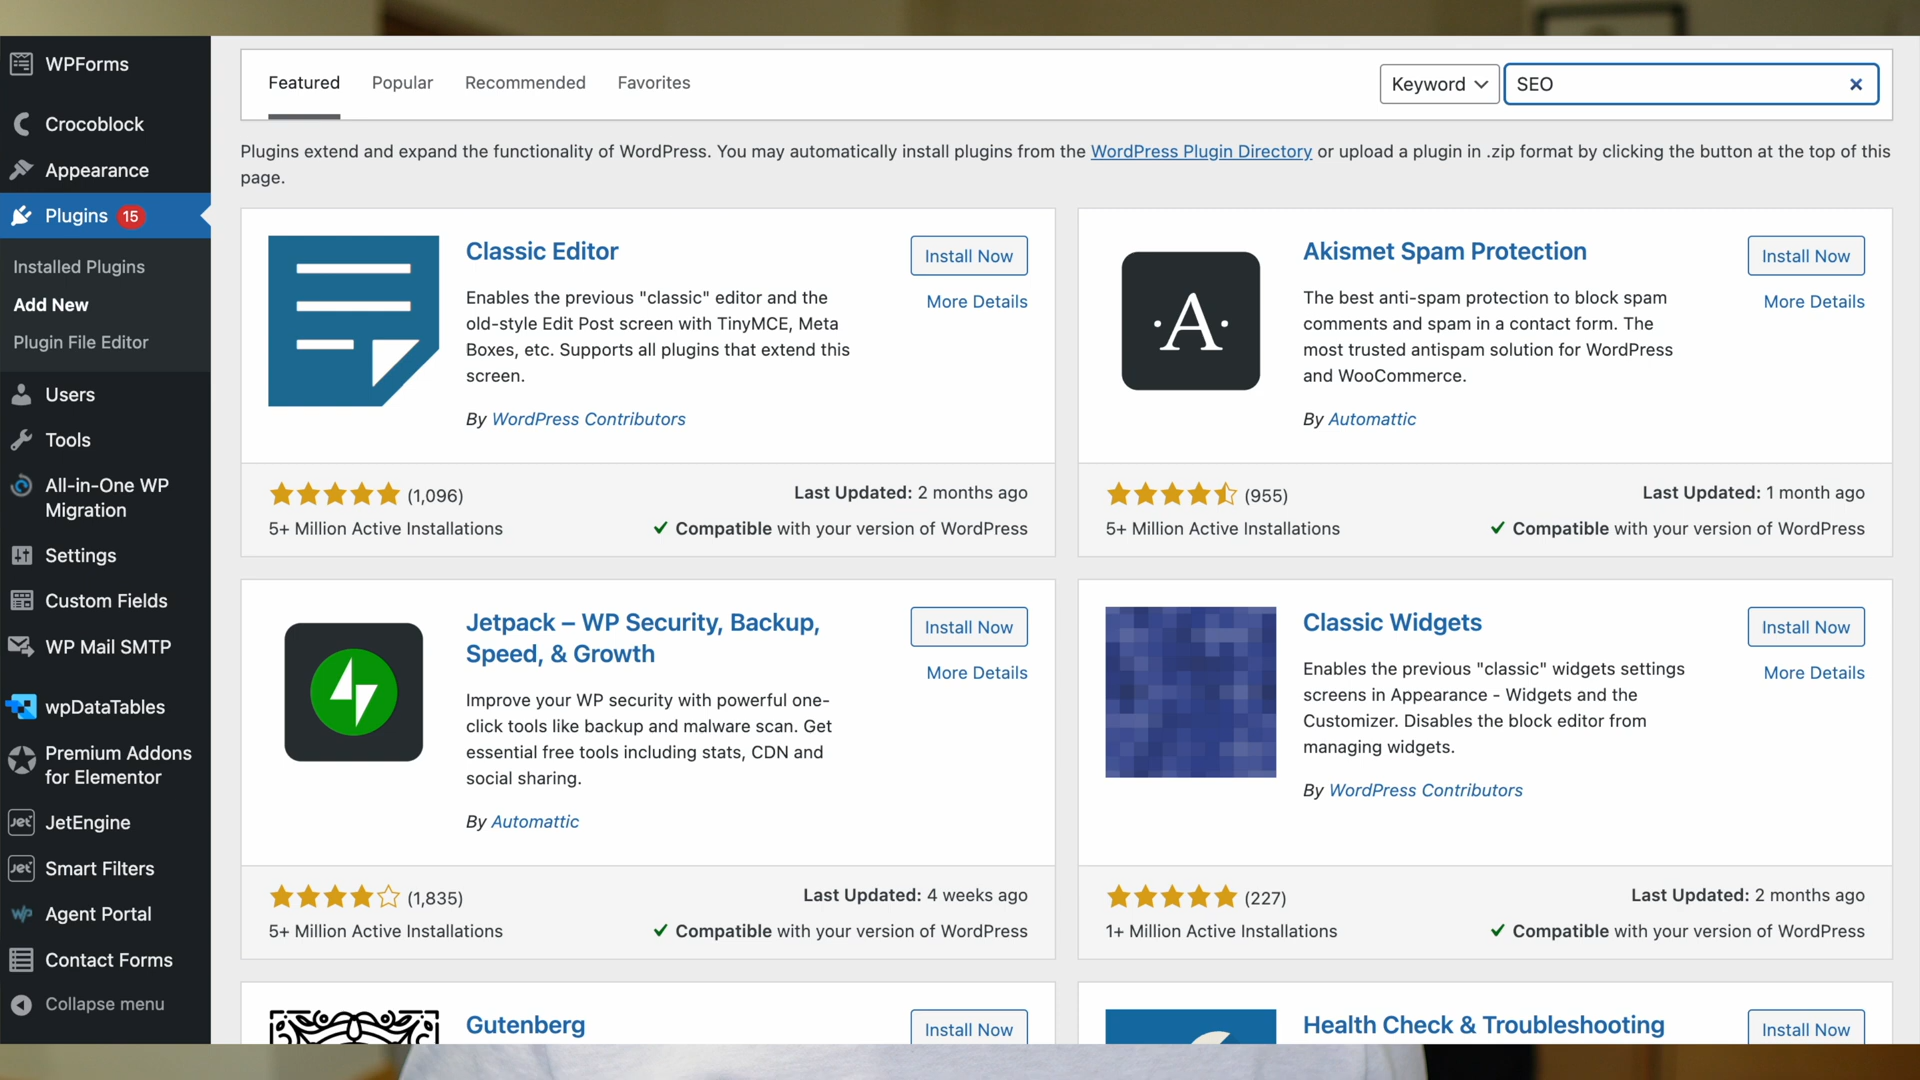 WPForms
Crocoblock
Appearance
Plugins 15
Installed Plugins
Add New
Plugin File Editor
Users
Tools
All-in-One WP
Migration
Settings
Custom Fields
WP Mail SMTP
wpDataTables
Premium Addons
for Elementor
Jet JetEngine
Jet Smart Filters
WP Agent Portal
Contact Forms
Collapse menu
Featured Popular Recommended Favorites
Keyword SEO
Plugins extend and expand the functionality of WordPress. You may automatically install plugins from the WordPress Plugin Directory or upload a plugin in .zip format by clicking the button at the top of this
page.
Classic Editor
Install Now
More Details
Enables the previous "classic" editor and the
old-style Edit Post screen with TinyMCE, Meta
Boxes, etc. Supports all plugins that extend this
screen.
By WordPress Contributors
(1,096)
Last Updated: 2 months ago
5+ Million Active Installations
Compatible with your version of WordPress
·A·
Akismet Spam Protection
Install Now
More Details
The best anti-spam protection to block spam
comments and spam in a contact form. The
most trusted antispam solution for WordPress
and WooCommerce.
By Automattic
(955)
Last Updated: 1 month ago
5+ Million Active Installations
Compatible with your version of WordPress
Jetpack – WP Security, Backup,
Speed, & Growth
Install Now
More Details
Improve your WP security with powerful one-
click tools like backup and malware scan. Get
essential free tools including stats, CDN and
social sharing.
By Automattic
(1,835)
Last Updated: 4 weeks ago
5+ Million Active Installations
Compatible with your version of WordPress
Classic Widgets
Install Now
More Details
Enables the previous "classic" widgets settings
screens in Appearance - Widgets and the
Customizer. Disables the block editor from
managing widgets.
By WordPress Contributors
(227)
Last Updated: 2 months ago
1+ Million Active Installations
Compatible with your version of WordPress
Gutenberg
Install Now
Health Check & Troubleshooting
Install Now